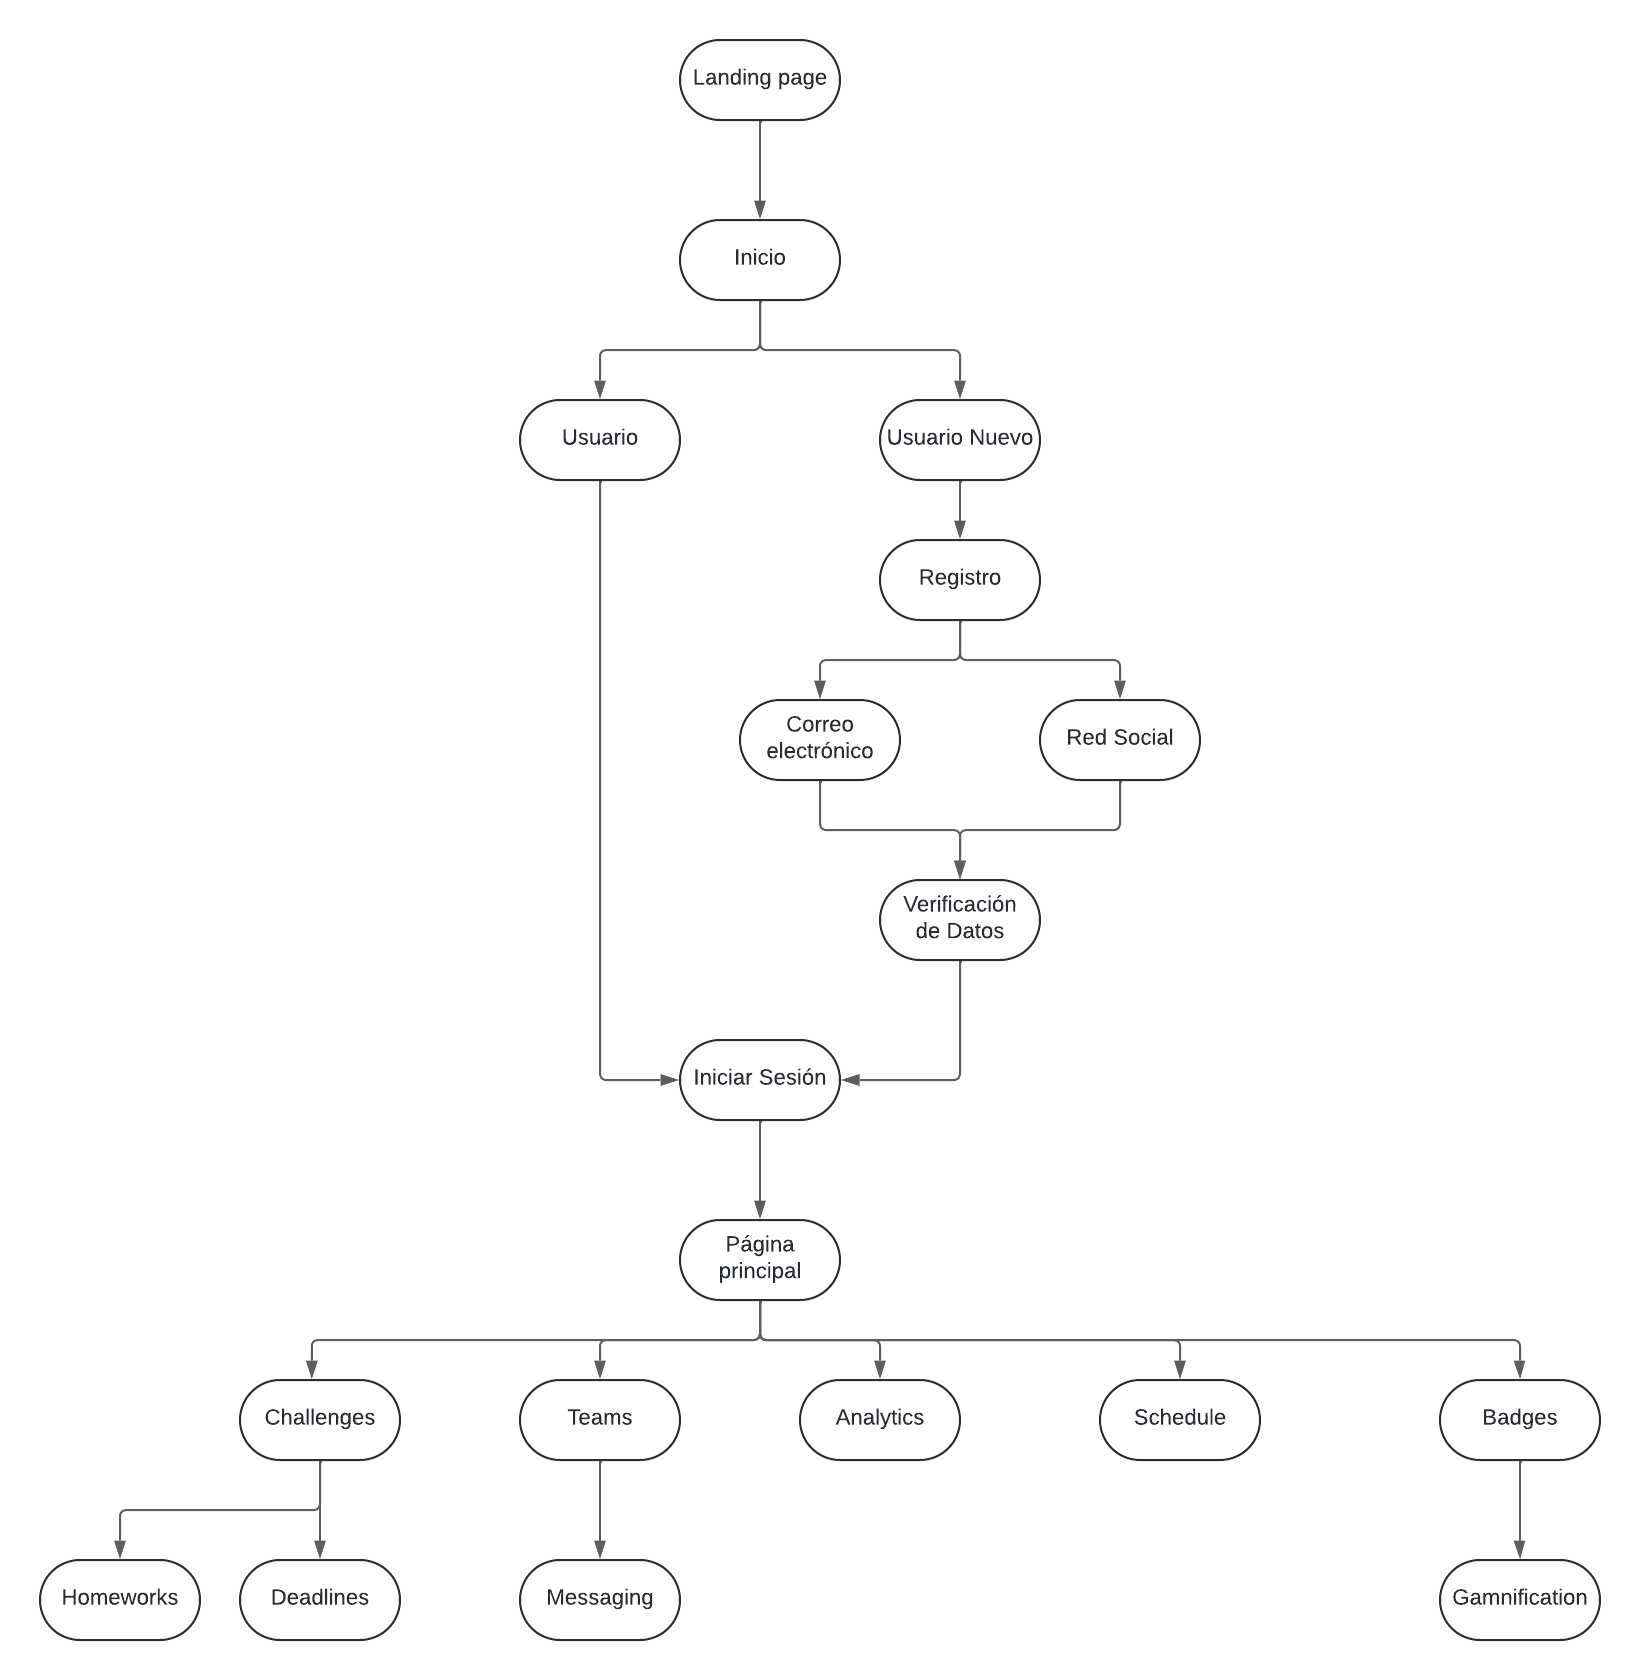 Landing page
Inicio
Usuario
Usuario Nuevo
Registro
Correo
electrónico
Red Social
Verificación
de Datos
Iniciar Sesión
Página
principal
Challenges
Teams
Analytics
Schedule
Badges
Homeworks
Deadlines
Messaging
Gamnification